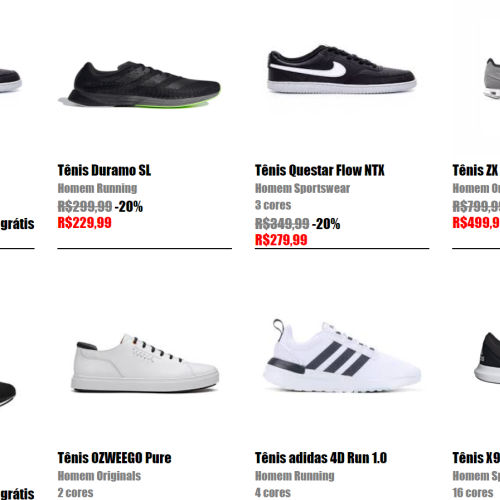 grátis
Tênis Duramo SL
Homem Running
R$299,99 -20%
R$229,99
Tênis Questar Flow NTX
Homem Sportswear
3 cores
R$349,99 -20%
R$279,99
Tênis ZX
Homem
R$799,9
R$499,9
grátis
Tênis OZWEEGO Pure
Homem Originals
2 cores
Tênis adidas 4D Run 1.0
Homem Running
4 cores
Tênis X9
Homem
16 cores